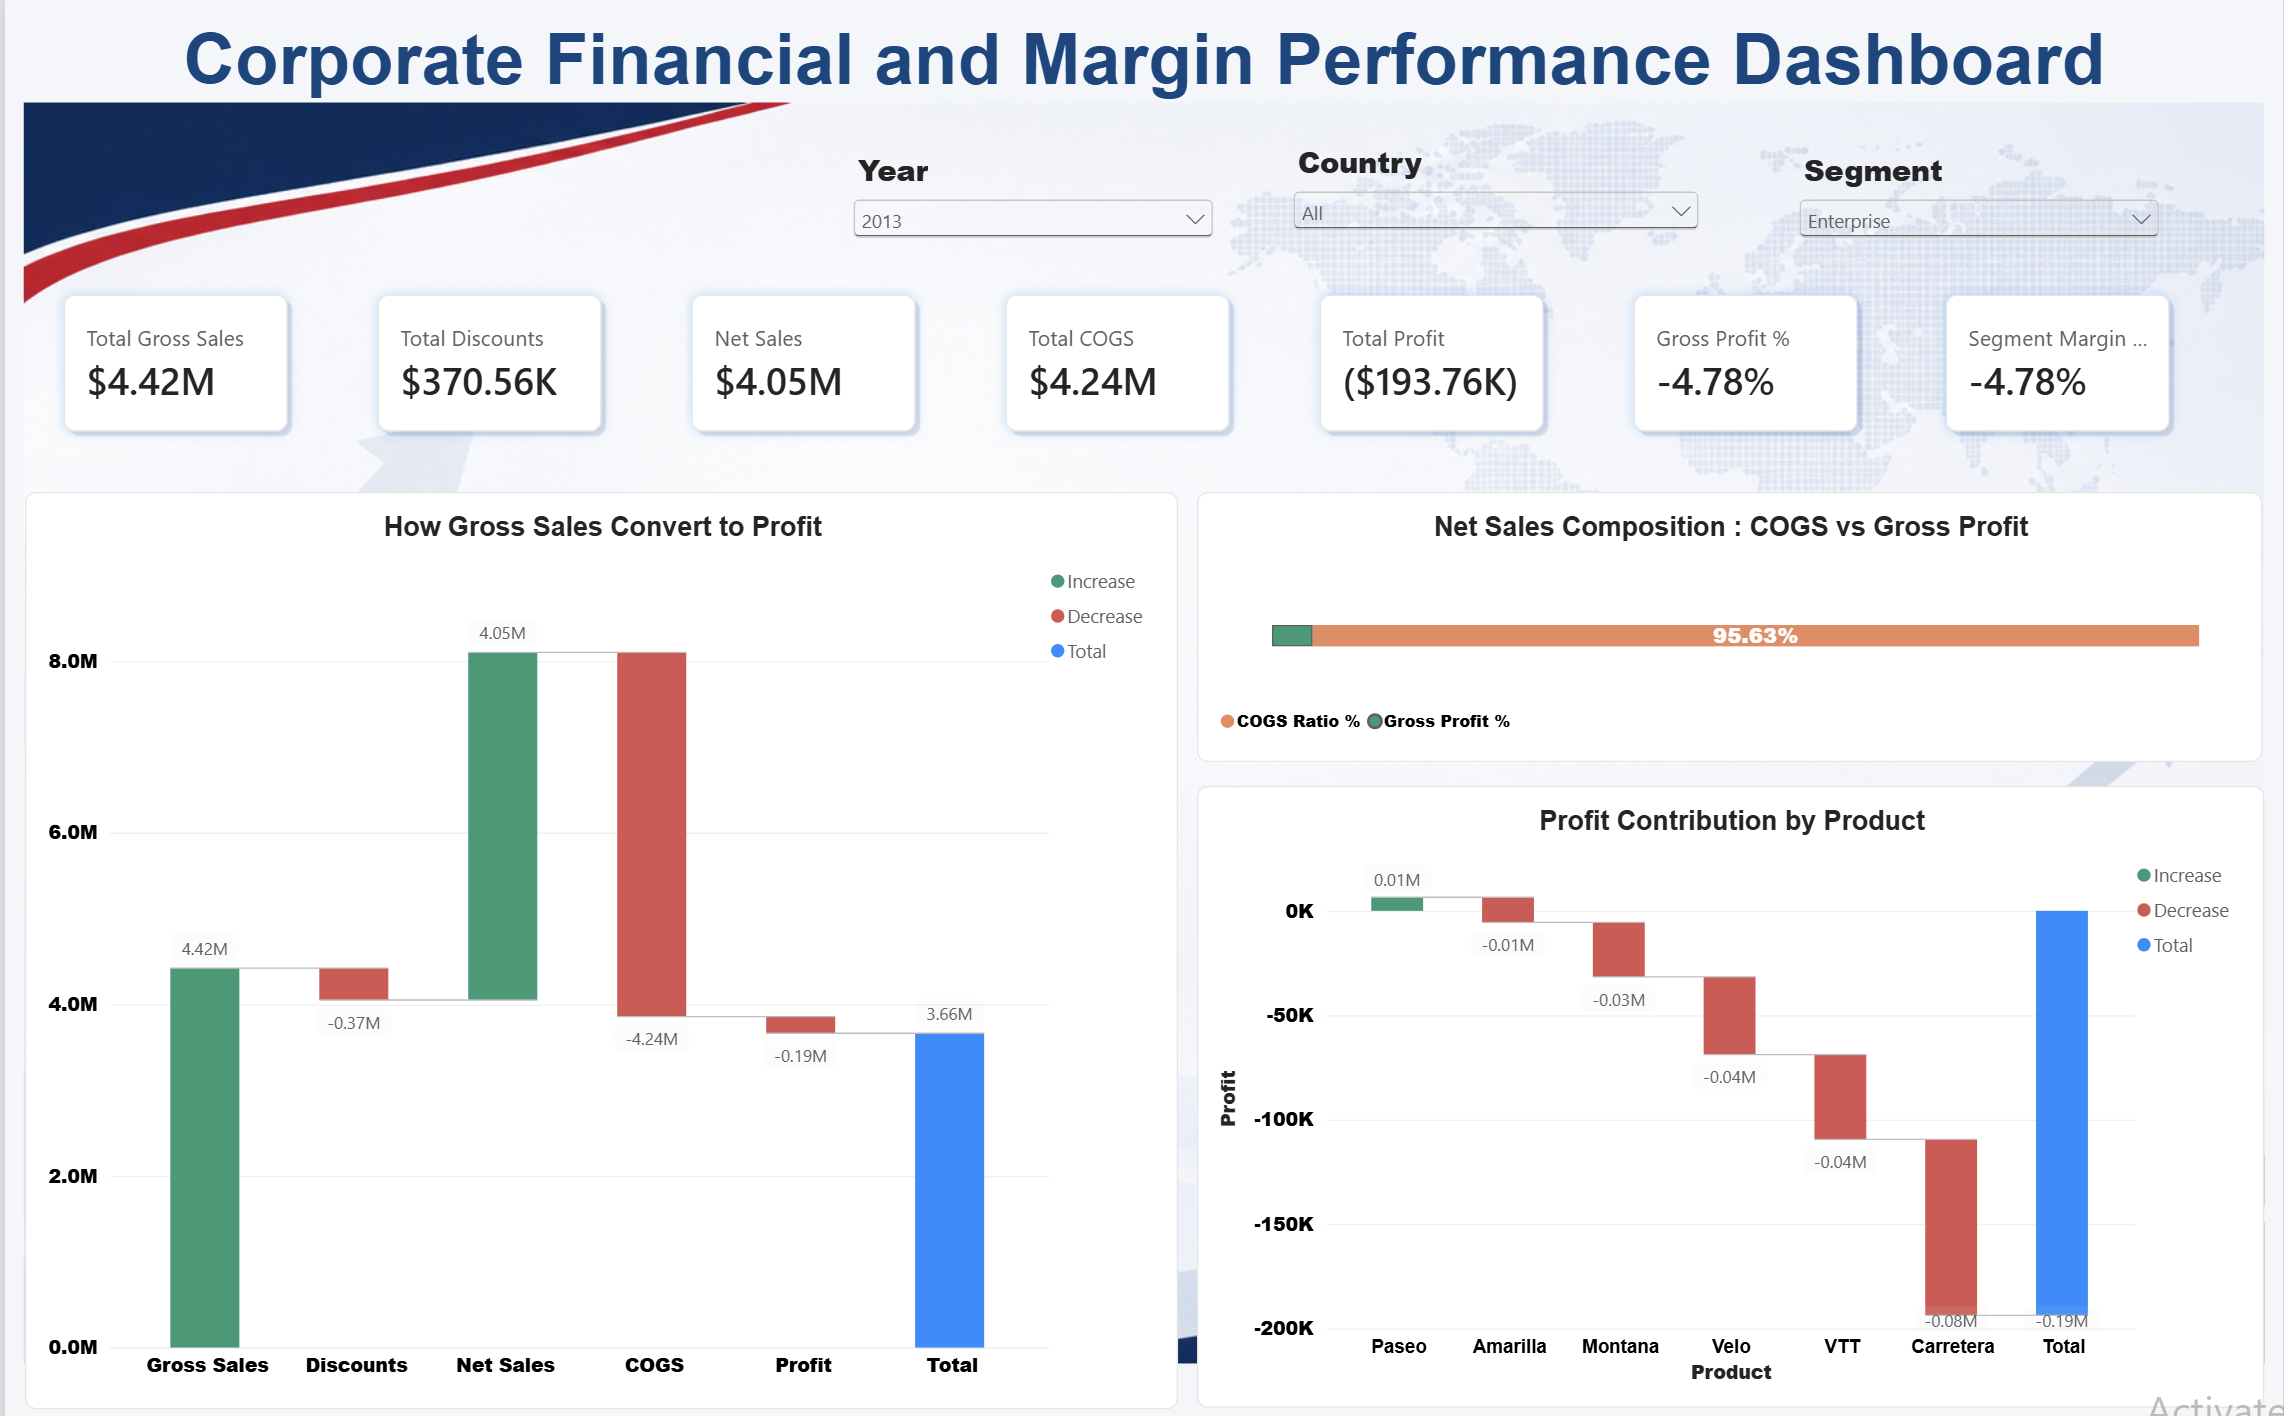 Corporate Financial and Margin Performance Dashboard
Year
Country
Segment
2013
All
Enterprise
Total Gross Sales
$4.42M
Total Discounts
$370.56K
Net Sales
$4.05M
Total COGS
$4.24M
Total Profit
($193.76K)
Gross Profit %
-4.78%
Segment Margin ...
-4.78%
How Gross Sales Convert to Profit
Increase
Decrease
Total
8.0M
6.0M
4.0M
2.0M
0.0M
4.42M
-0.37M
4.05M
-4.24M
-0.19M
3.66M
Gross Sales
Discounts
Net Sales
COGS
Profit
Total
Net Sales Composition : COGS vs Gross Profit
95.63%
COGS Ratio %
Gross Profit %
Profit Contribution by Product
Increase
Decrease
Total
Profit
0K
-50K
-100K
-150K
-200K
0.01M
-0.01M
-0.03M
-0.04M
-0.04M
-0.08M
-0.19M
Paseo
Amarilla
Montana
Velo
VTT
Carretera
Total
Product
Activate